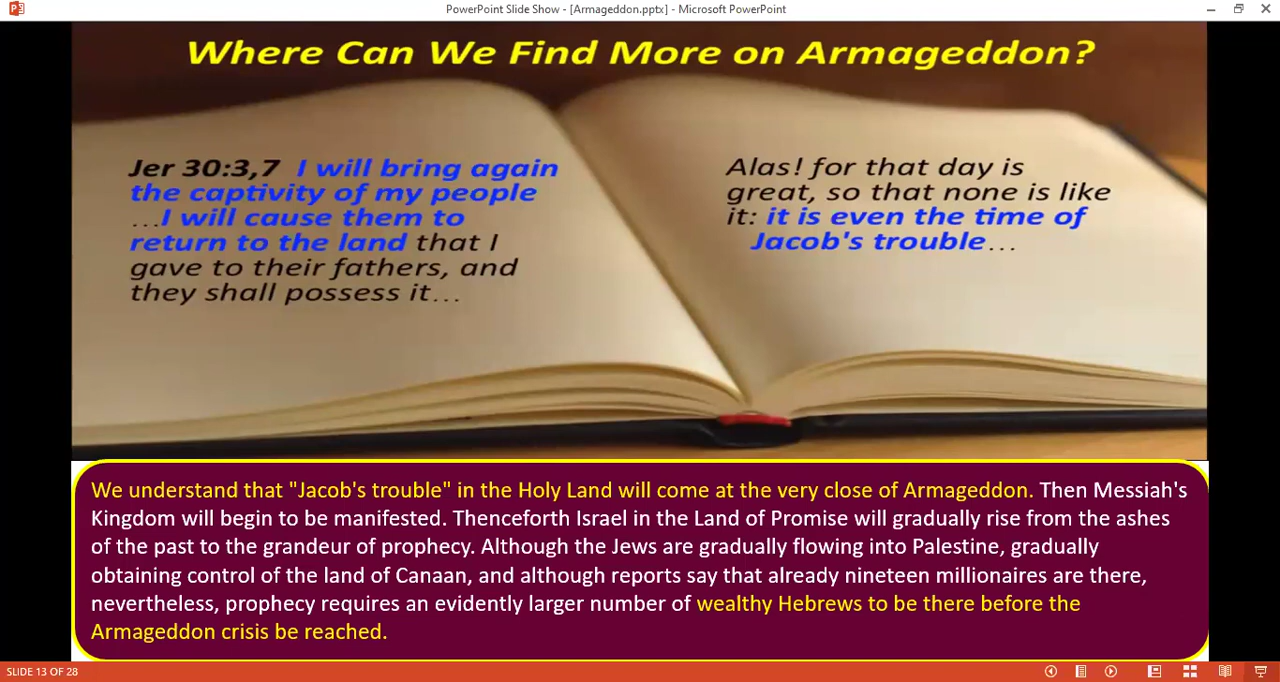 PowerPoint Slide Show - [Armageddon.pptx] - Microsoft PowerPoint
Where Can We Find More on Armageddon?
Jer 30:3,7 I will bring again
the captivity of my people
...I will cause them to
return to the land that I
gave to their fathers, and
they shall possess it...
Alas! for that day is
great, so that none is like
it: it is even the time of
Jacob's trouble...
We understand that "Jacob's trouble" in the Holy Land will come at the very close of Armageddon. Then Messiah's
Kingdom will begin to be manifested. Thenceforth Israel in the Land of Promise will gradually rise from the ashes
of the past to the grandeur of prophecy. Although the Jews are gradually flowing into Palestine, gradually
obtaining control of the land of Canaan, and although reports say that already nineteen millionaires are there,
nevertheless, prophecy requires an evidently larger number of wealthy Hebrews to be there before the
Armageddon crisis be reached.
SLIDE 13 OF 28